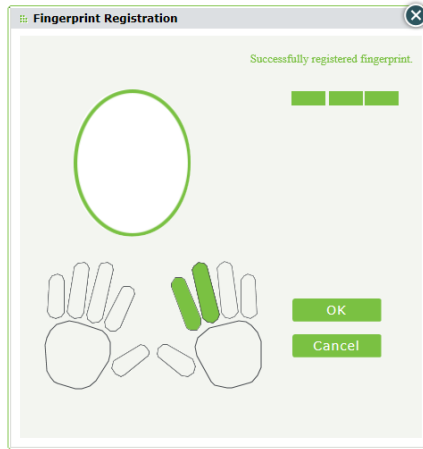 Fingerprint Registration
Successfully registered fingerprint.
OK
Cancel